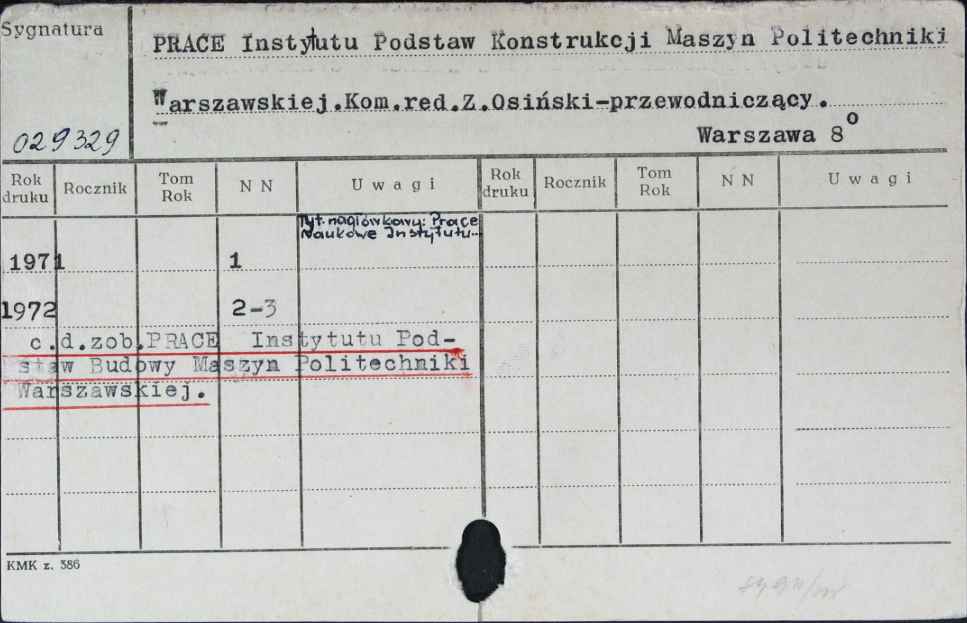 Sygnatura
PRACE Instytutu Podstaw Konstrukcji Maszyn Politechniki
Warszawskiej.Kom.red.Z.Osiński-przewodniczący.
029329
Warszawa 8°
Rok druku Rocznik Tom Rok N N U w a g i Rok druku Rocznik Tom Rok N N U w a g i
Tyt. nagłówkowy: Prace
Naukowe Instytutu...
1971 1
1972 2-3
c.d.zob.PRACE Instytutu Pod-
staw Budowy Maszyn Politechniki
Warszawskiej.
KMK z. 386